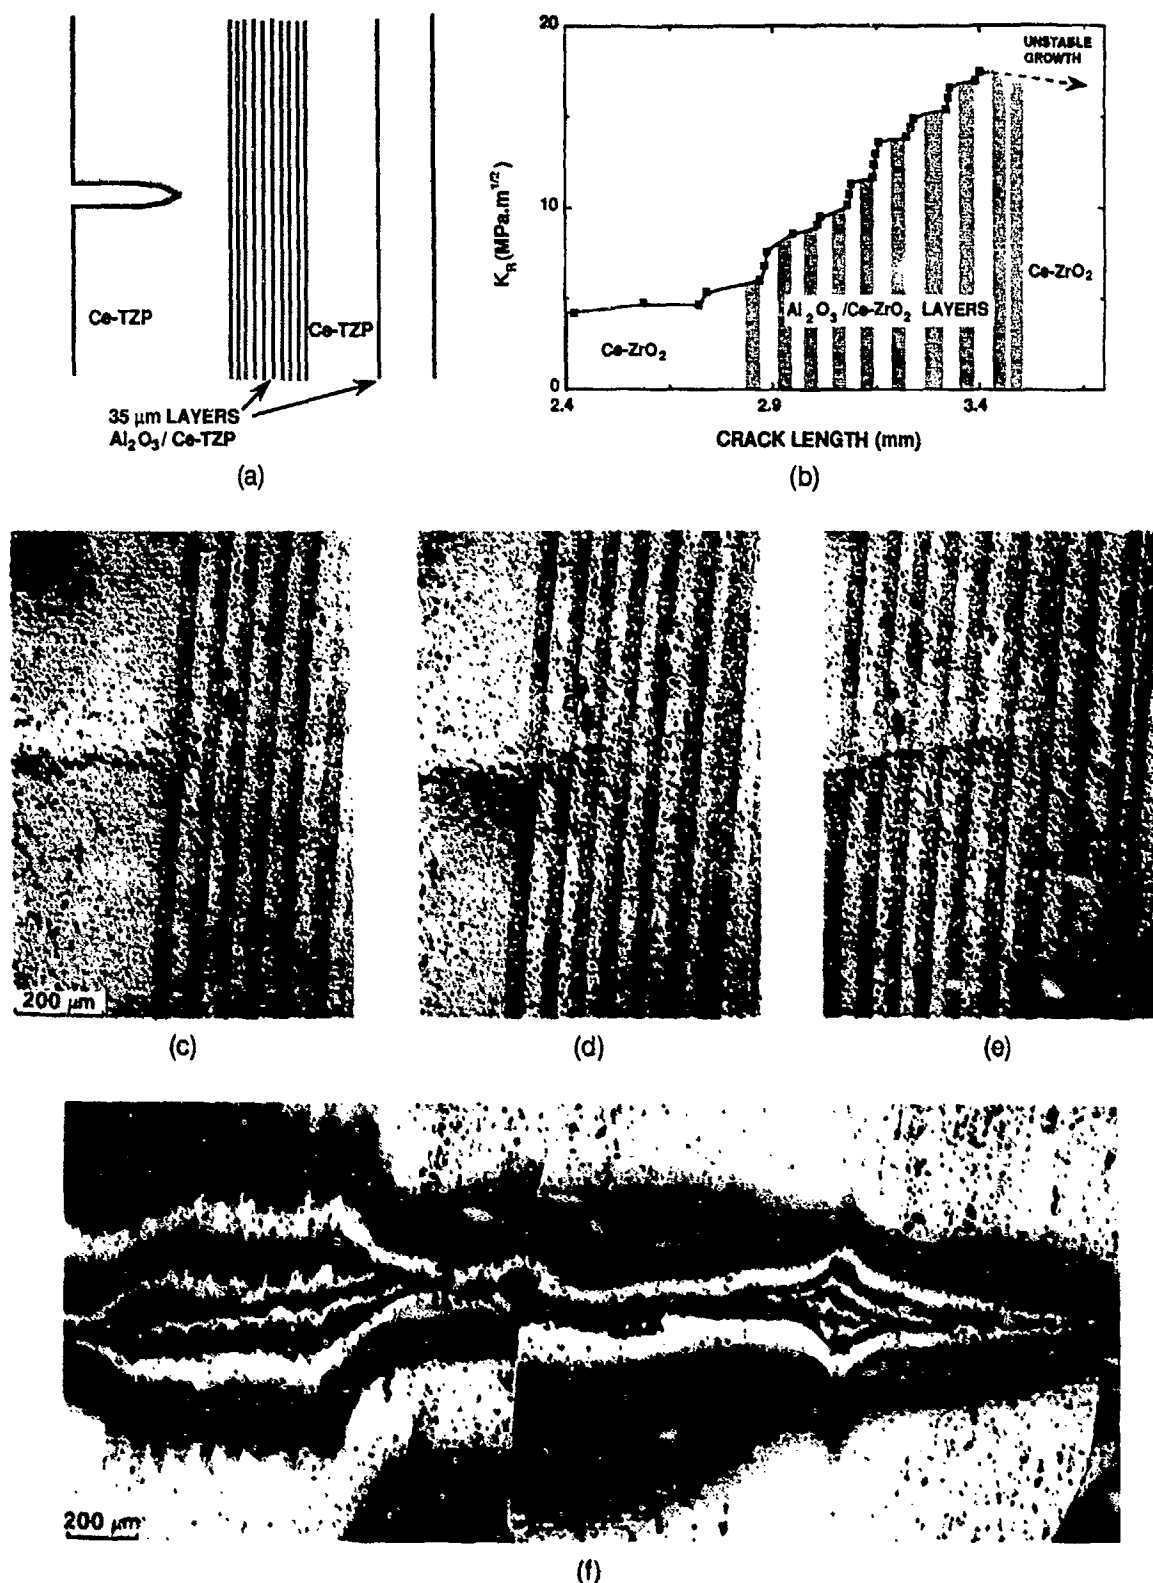 Ce-TZP
Ce-TZP
35 μm LAYERS
Al₂O₃ / Ce-TZP
(a)
20
10
0
K_R (MPa.m^1/2)
UNSTABLE
GROWTH
Ce-ZrO₂
Al₂O₃ /Ce-ZrO₂ LAYERS
Ce-ZrO₂
2.4
2.9
3.4
CRACK LENGTH (mm)
(b)
200 μm
(c)
(d)
(e)
200 μm
(f)